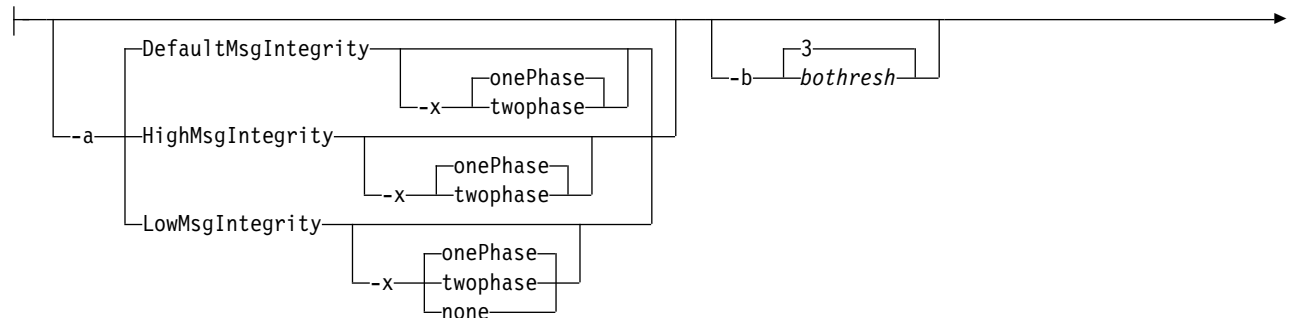 DefaultMsgIntegrity
3
onePhase
-b bothresh
-x twophase
-a HighMsgIntegrity
onePhase
-x twophase
LowMsgIntegrity
onePhase
-x twophase
none